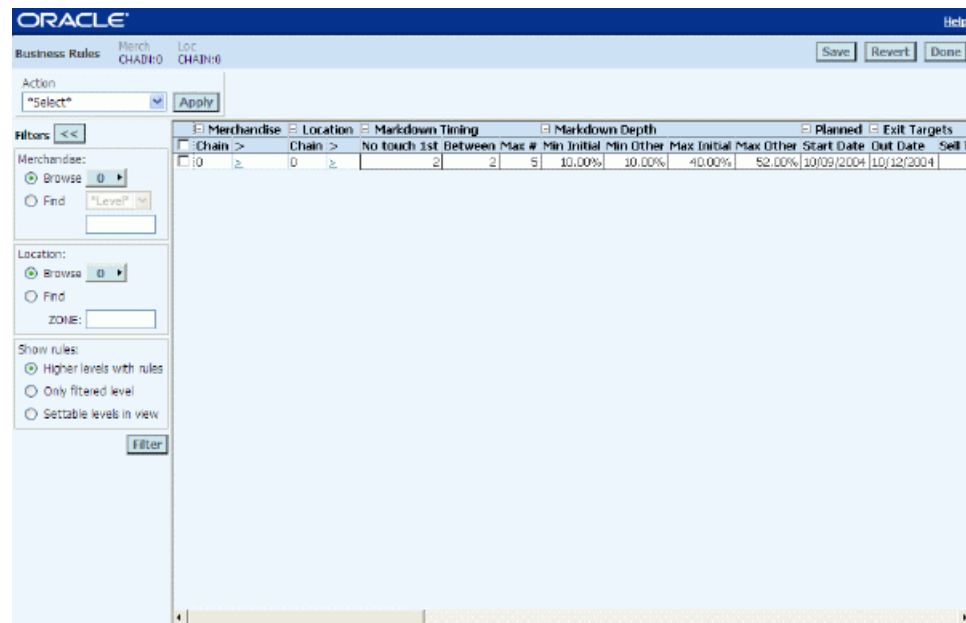 ORACLE
Help
Business Rules Merch CHAIN:0 Loc CHAIN:0 Save Revert Done
Action
*Select* Apply
Filters <<
Merchandise:
Browse 0
Find *Level*
Location:
Browse 0
Find
ZONE:
Show rules:
Higher levels with rules
Only filtered level
Settable levels in view
Filter
Merchandise Location Markdown Timing Markdown Depth Planned Exit Targets
Chain > Chain > No touch 1st Between Max # Min Initial Min Other Max Initial Max Other Start Date Out Date Sell
0 > 0 > 2 2 5 10.00% 10.00% 40.00% 52.00% 10/09/2004 10/12/2004